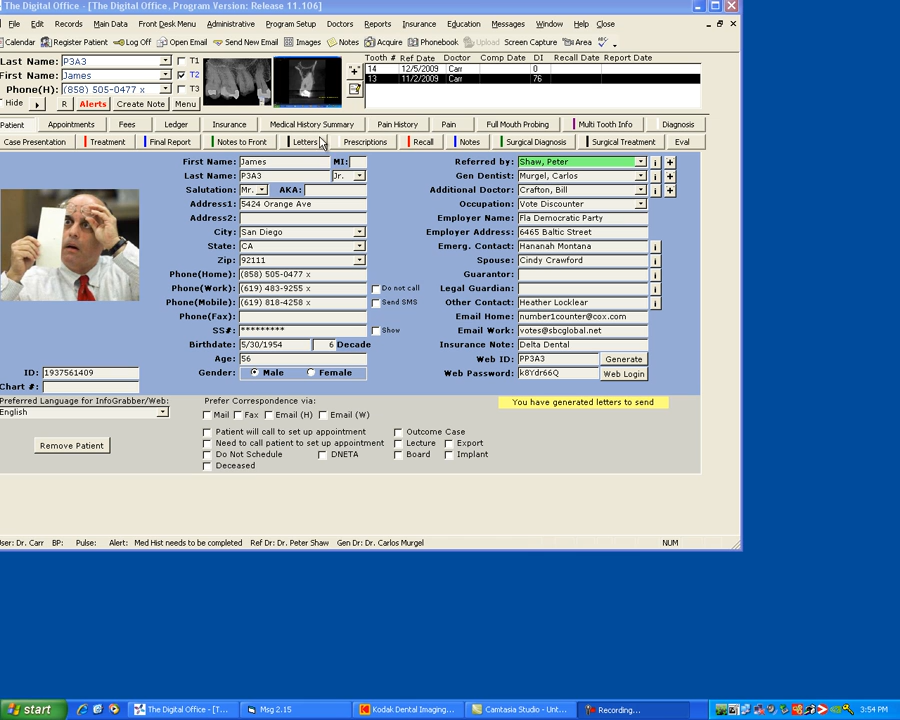 The Digital Office - [The Digital Office, Program Version: Release 11.106]
File Edit Records Main Data Front Desk Menu Administrative Program Setup Doctors Reports Insurance Education Messages Window Help Close
Calendar Register Patient Log Off Open Email Send New Email Images Notes Acquire Phonebook Upload Screen Capture Area
Last Name: P3A3 T1
First Name: James T2
Phone(H): (858) 505-0477 x T3
Hide R Alerts Create Note Menu
Tooth # Ref Date Doctor Comp Date DI Recall Date Report Date
14 12/5/2009 Carr 0
13 11/2/2009 Carr 76
Patient Appointments Fees Ledger Insurance Medical History Summary Pain History Pain Full Mouth Probing Multi Tooth Info Diagnosis
Case Presentation Treatment Final Report Notes to Front Letters Prescriptions Recall Notes Surgical Diagnosis Surgical Treatment Eval
First Name: James MI:
Last Name: P3A3 Jr.
Salutation: Mr. AKA:
Address1: 5424 Orange Ave
Address2:
City: San Diego
State: CA
Zip: 92111
Phone(Home): (858) 505-0477 x
Phone(Work): (619) 483-9255 x Do not call
Phone(Mobile): (619) 818-4258 x Send SMS
Phone(Fax):
SS#: ********* Show
Birthdate: 5/30/1954 6 Decade
Age: 56
Gender: Male Female
Referred by: Shaw, Peter i +
Gen Dentist: Murgel, Carlos i +
Additional Doctor: Crafton, Bill i +
Occupation: Vote Discounter
Employer Name: Fla Democratic Party
Employer Address: 6465 Baltic Street
Emerg. Contact: Hananah Montana i
Spouse: Cindy Crawford i
Guarantor: i
Legal Guardian: i
Other Contact: Heather Locklear i
Email Home: number1counter@cox.com
Email Work: votes@sbcglobal.net
Insurance Note: Delta Dental
Web ID: PP3A3 Generate
Web Password: k8Ydr66Q Web Login
ID: 1937561409
Chart #:
Preferred Language for InfoGrabber/Web:
English
Remove Patient
Prefer Correspondence via:
Mail Fax Email (H) Email (W)
Patient will call to set up appointment Outcome Case
Need to call patient to set up appointment Lecture Export
Do Not Schedule DNETA Board Implant
Deceased
You have generated letters to send
User: Dr. Carr BP: Pulse: Alert: Med Hist needs to be completed Ref Dr: Dr. Peter Shaw Gen Dr: Dr. Carlos Murgel NUM
start The Digital Office - [T... Msg 2.15 Kodak Dental Imaging... Camtasia Studio - Unt... Recording... 3:54 PM